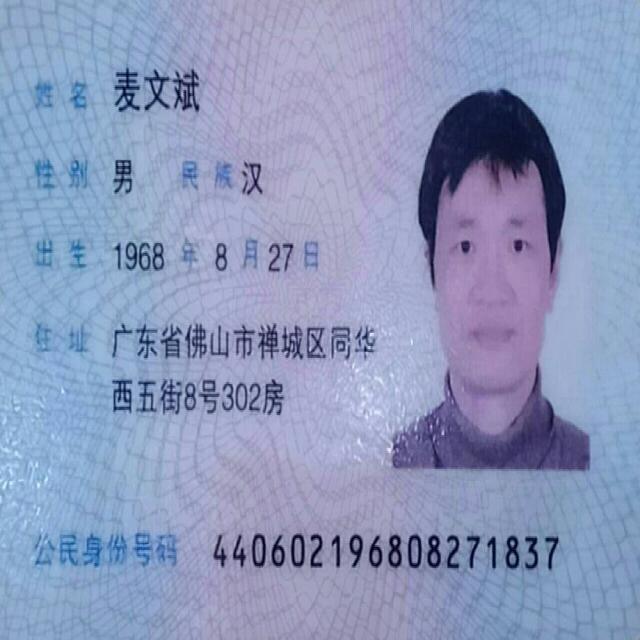 姓名 麦文斌
性别 男 民族 汉
出生 1968 年 8 月 27 日
住址 广东省佛山市禅城区同华
西五街8号302房
公民身份号码 440602196808271837